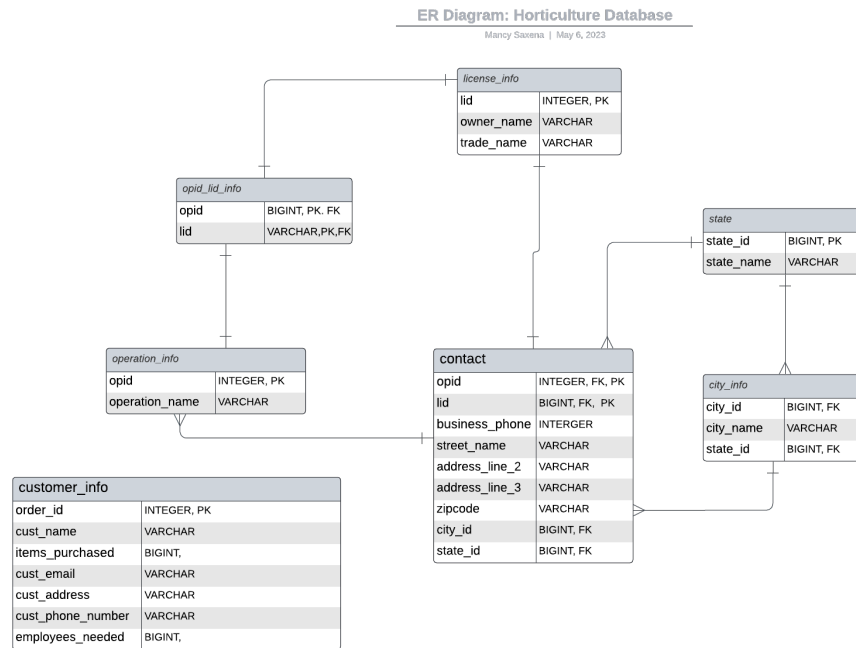 ER Diagram: Horticulture Database
Mancy Saxena | May 6, 2023
license_info
lid INTEGER, PK
owner_name VARCHAR
trade_name VARCHAR
opid_lid_info
opid BIGINT, PK. FK
lid VARCHAR,PK,FK
state
state_id BIGINT, PK
state_name VARCHAR
operation_info
opid INTEGER, PK
operation_name VARCHAR
contact
opid INTEGER, FK, PK
lid BIGINT, FK, PK
business_phone INTERGER
street_name VARCHAR
address_line_2 VARCHAR
address_line_3 VARCHAR
zipcode VARCHAR
city_id BIGINT, FK
state_id BIGINT, FK
city_info
city_id BIGINT, FK
city_name VARCHAR
state_id BIGINT, FK
customer_info
order_id INTEGER, PK
cust_name VARCHAR
items_purchased BIGINT,
cust_email VARCHAR
cust_address VARCHAR
cust_phone_number VARCHAR
employees_needed BIGINT,